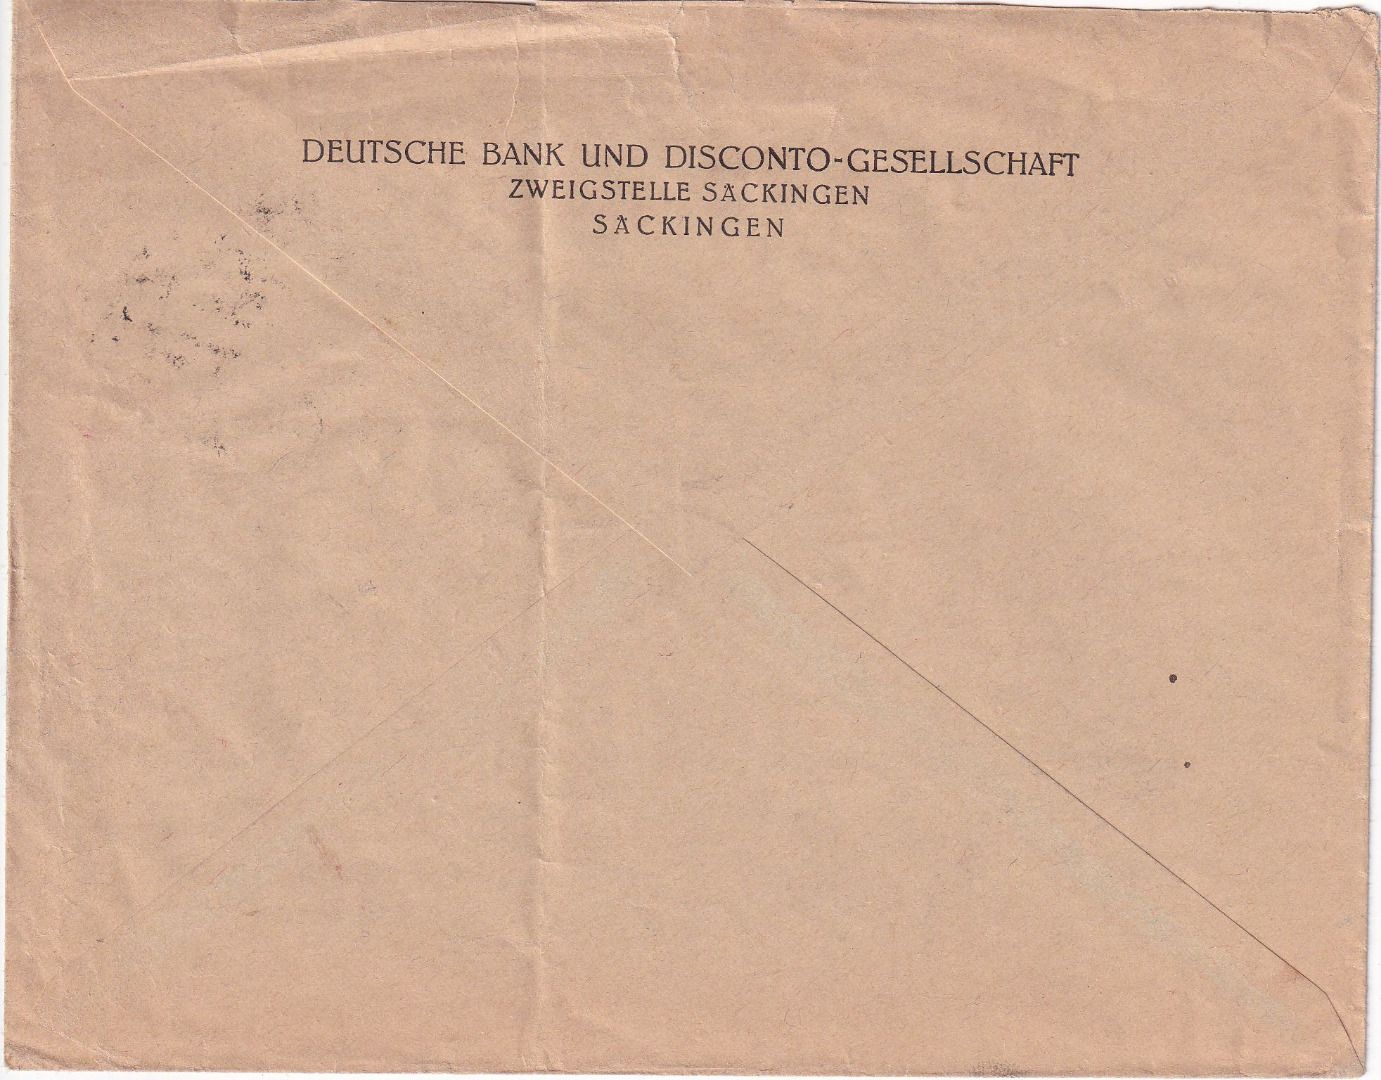 DEUTSCHE BANK UND DISCONTO-GESELLSCHAFT
ZWEIGSTELLE SÄCKINGEN
SÄCKINGEN